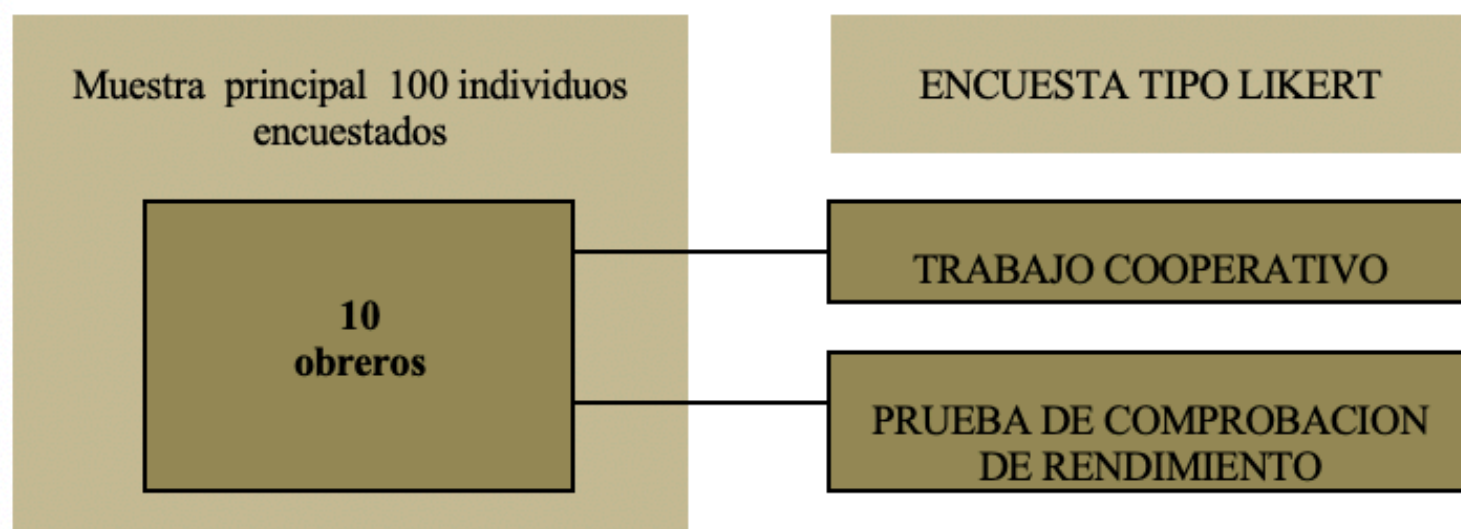 Muestra principal 100 individuos
encuestados
10
obreros
ENCUESTA TIPO LIKERT
TRABAJO COOPERATIVO
PRUEBA DE COMPROBACION
DE RENDIMIENTO